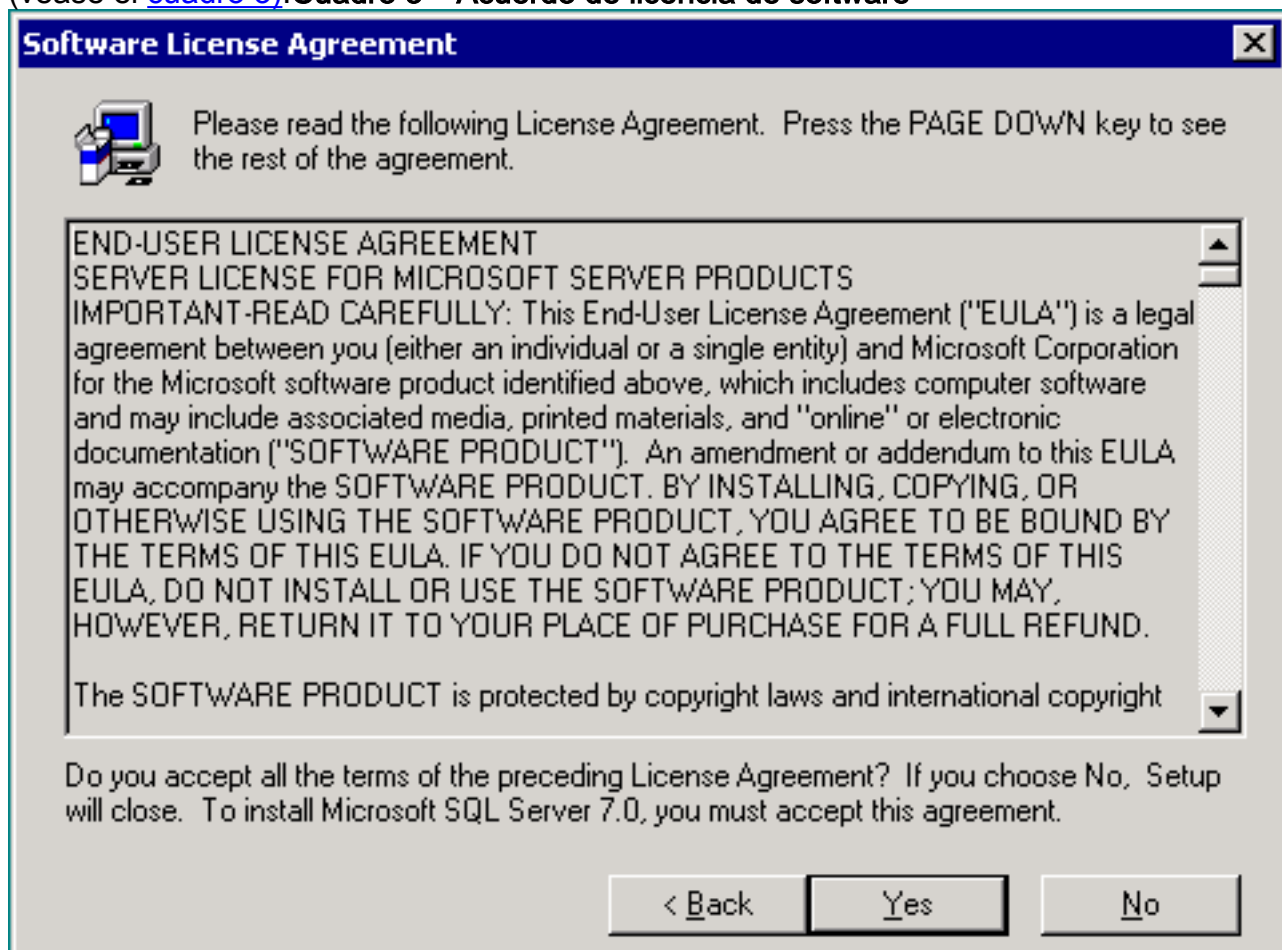 (véase el cuadro ).Cuadro - Acuerdo de licencia de software
Software License Agreement
Please read the following License Agreement. Press the PAGE DOWN key to see
the rest of the agreement.
END-USER LICENSE AGREEMENT
SERVER LICENSE FOR MICROSOFT SERVER PRODUCTS
IMPORTANT-READ CAREFULLY: This End-User License Agreement ("EULA") is a legal
agreement between you (either an individual or a single entity) and Microsoft Corporation
for the Microsoft software product identified above, which includes computer software
and may include associated media, printed materials, and "online" or electronic
documentation ("SOFTWARE PRODUCT"). An amendment or addendum to this EULA
may accompany the SOFTWARE PRODUCT. BY INSTALLING, COPYING, OR
OTHERWISE USING THE SOFTWARE PRODUCT, YOU AGREE TO BE BOUND BY
THE TERMS OF THIS EULA. IF YOU DO NOT AGREE TO THE TERMS OF THIS
EULA, DO NOT INSTALL OR USE THE SOFTWARE PRODUCT; YOU MAY,
HOWEVER, RETURN IT TO YOUR PLACE OF PURCHASE FOR A FULL REFUND.
The SOFTWARE PRODUCT is protected by copyright laws and international copyright
Do you accept all the terms of the preceding License Agreement? If you choose No, Setup
will close. To install Microsoft SQL Server 7.0, you must accept this agreement.
< Back Yes No